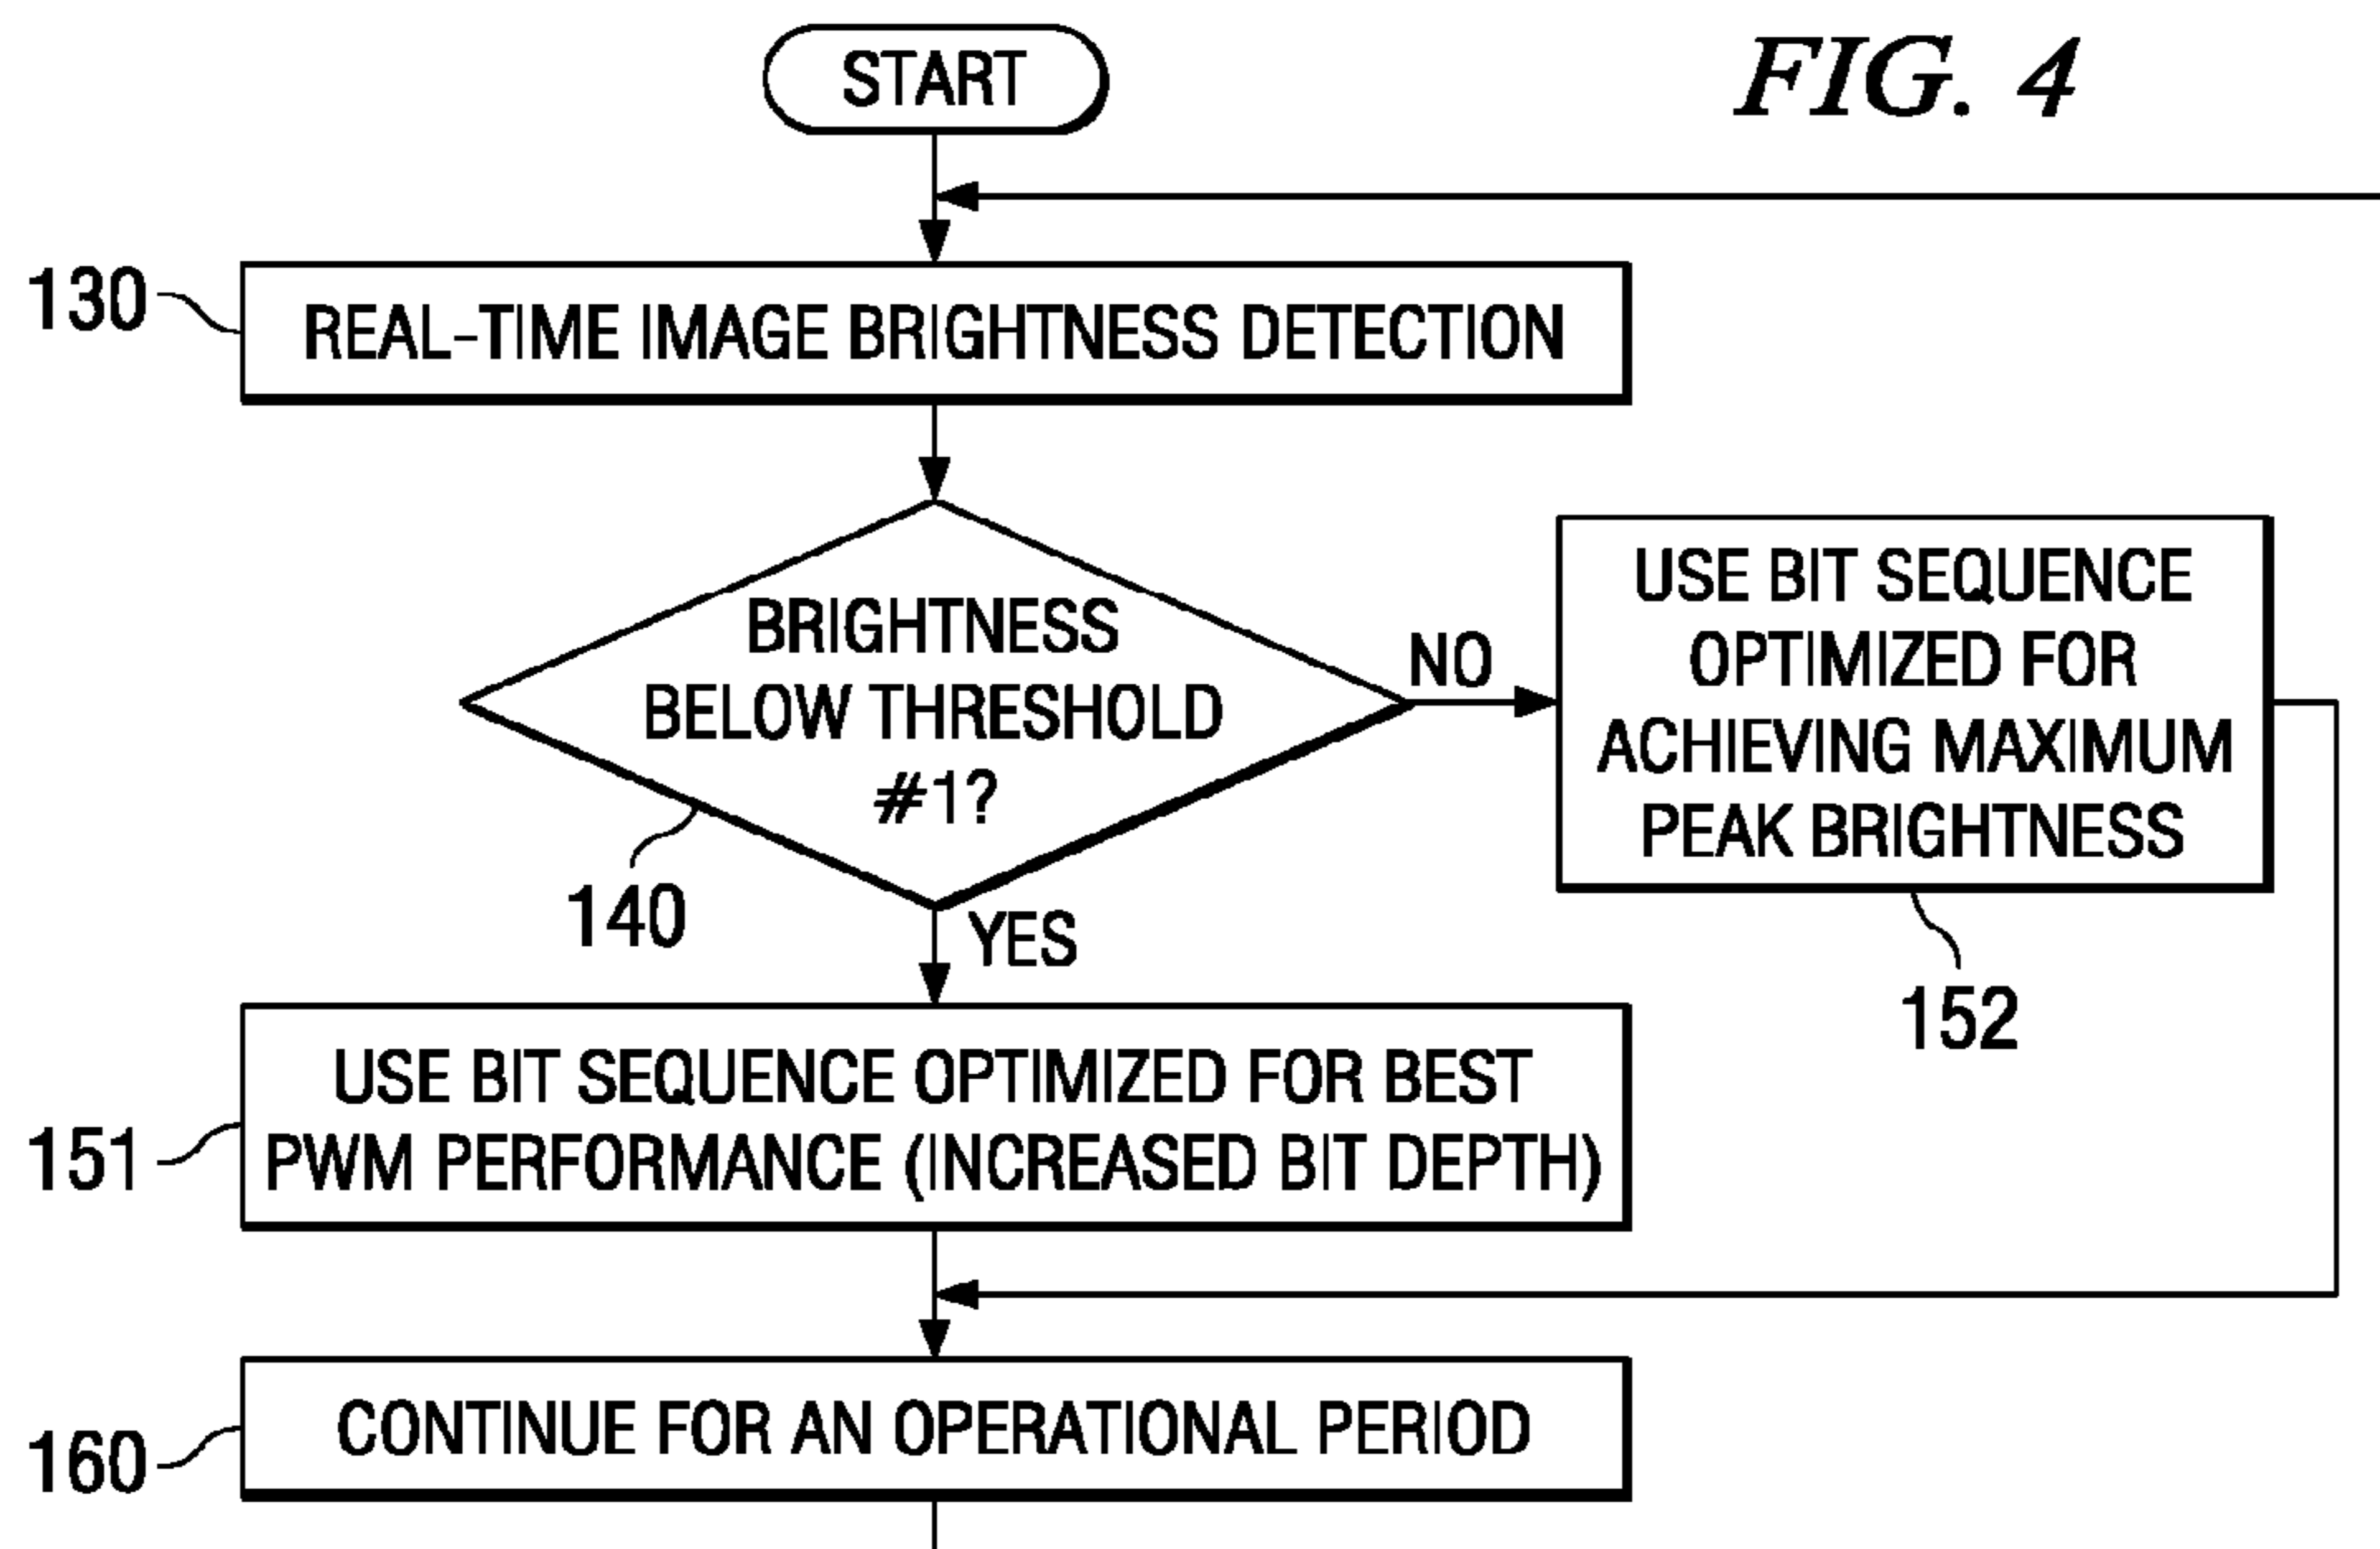 START
FIG. 4
130
REAL-TIME IMAGE BRIGHTNESS DETECTION
BRIGHTNESS
BELOW THRESHOLD
#1?
NO
USE BIT SEQUENCE
OPTIMIZED FOR
ACHIEVING MAXIMUM
PEAK BRIGHTNESS
140
YES
152
151
USE BIT SEQUENCE OPTIMIZED FOR BEST
PWM PERFORMANCE (INCREASED BIT DEPTH)
160
CONTINUE FOR AN OPERATIONAL PERIOD